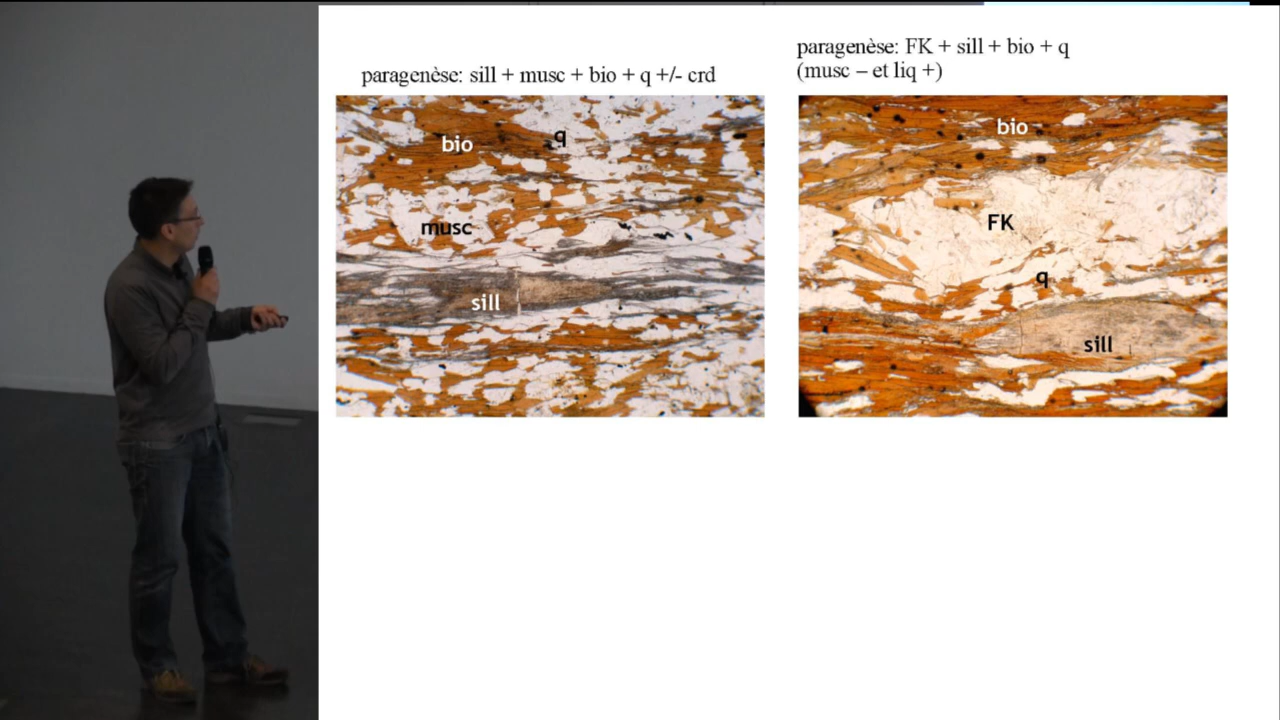 paragenèse: sill + musc + bio + q +/- crd
bio
q
musc
sill
paragenèse: FK + sill + bio + q
(musc – et liq +)
bio
FK
q
sill